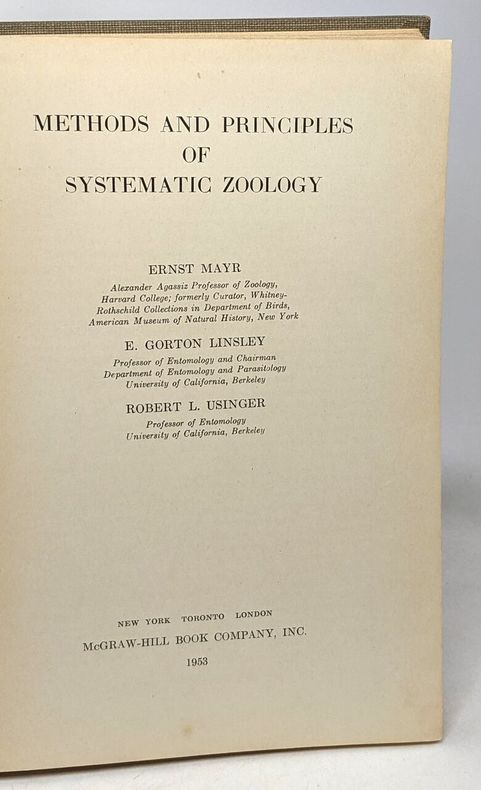 METHODS AND PRINCIPLES
OF
SYSTEMATIC ZOOLOGY
ERNST MAYR
Alexander Agassiz Professor of Zoology,
Harvard College; formerly Curator, Whitney-
Rothschild Collections in Department of Birds,
American Museum of Natural History, New York
E. GORTON LINSLEY
Professor of Entomology and Chairman
Department of Entomology and Parasitology
University of California, Berkeley
ROBERT L. USINGER
Professor of Entomology
University of California, Berkeley
NEW YORK TORONTO LONDON
McGRAW-HILL BOOK COMPANY, INC.
1953